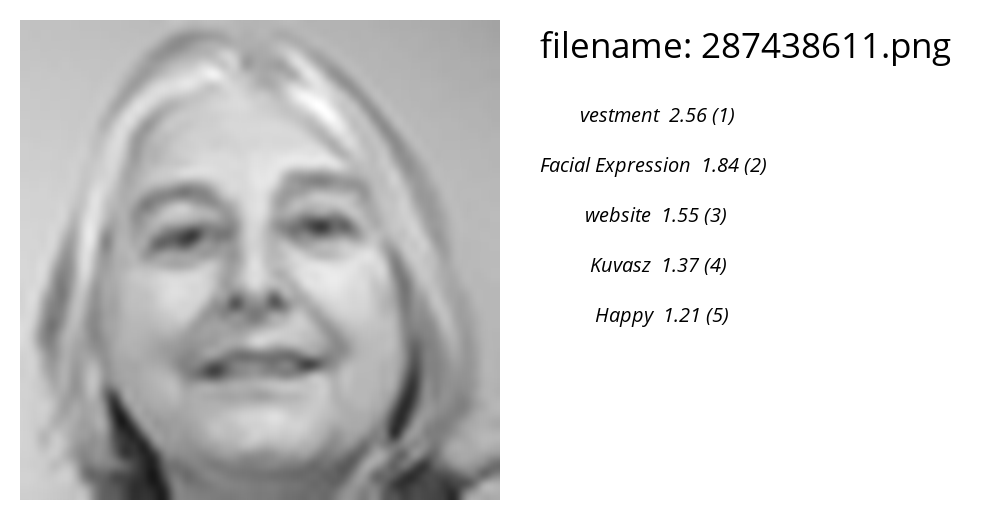 filename: 287438611.png
vestment 2.56 (1)
Facial Expression 1.84 (2)
website 1.55 (3)
Kuvasz 1.37 (4)
Happy 1.21 (5)